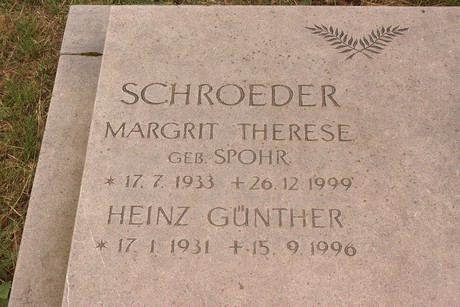 SCHROEDER
MARGRIT THERESE
GEB. SPOHR
* 17. 7. 1933 + 26. 12. 1999
HEINZ GÜNTHER
* 17. 1. 1931 + 15. 9. 1996